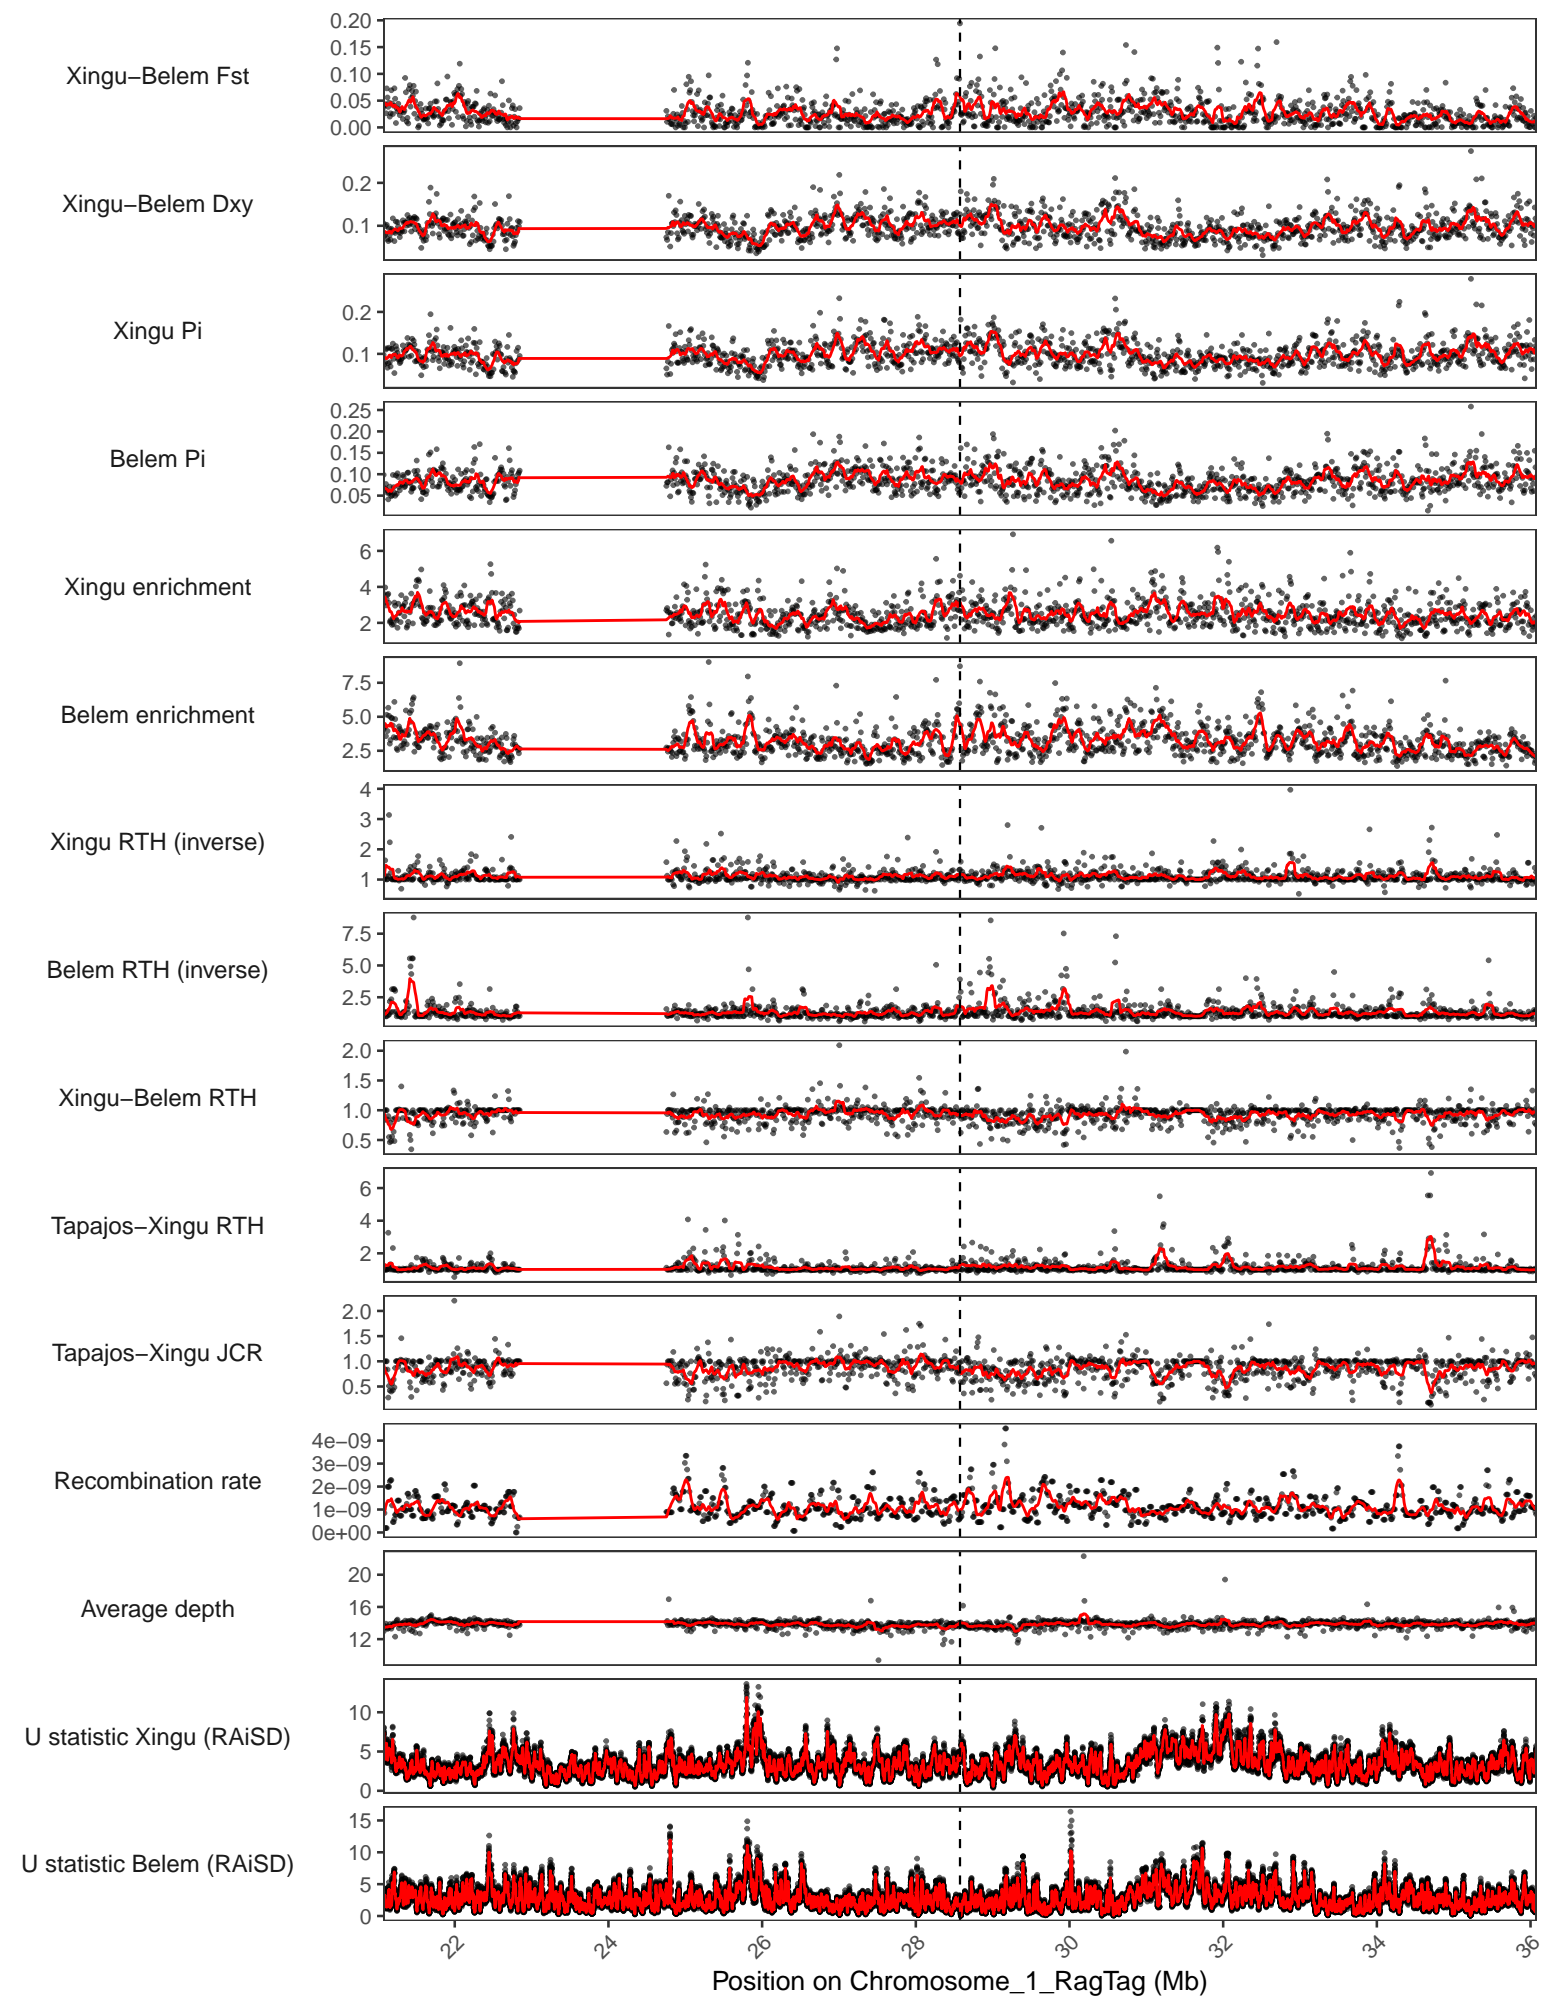 Xingu−Belem Fst
0.20
0.15
0.10
0.05
0.00
Xingu−Belem Dxy
0.2
0.1
Xingu Pi
0.2
0.1
Belem Pi
0.25
0.20
0.15
0.10
0.05
Xingu enrichment
6
4
2
Belem enrichment
7.5
5.0
2.5
Xingu RTH (inverse)
4
3
2
1
Belem RTH (inverse)
7.5
5.0
2.5
Xingu−Belem RTH
2.0
1.5
1.0
0.5
Tapajos−Xingu RTH
6
4
2
Tapajos−Xingu JCR
2.0
1.5
1.0
0.5
Recombination rate
4e−09
3e−09
2e−09
1e−09
0e+00
Average depth
20
16
12
U statistic Xingu (RAiSD)
10
5
0
U statistic Belem (RAiSD)
15
10
5
0
22 24 26 28 30 32 34 36
Position on Chromosome_1_RagTag (Mb)